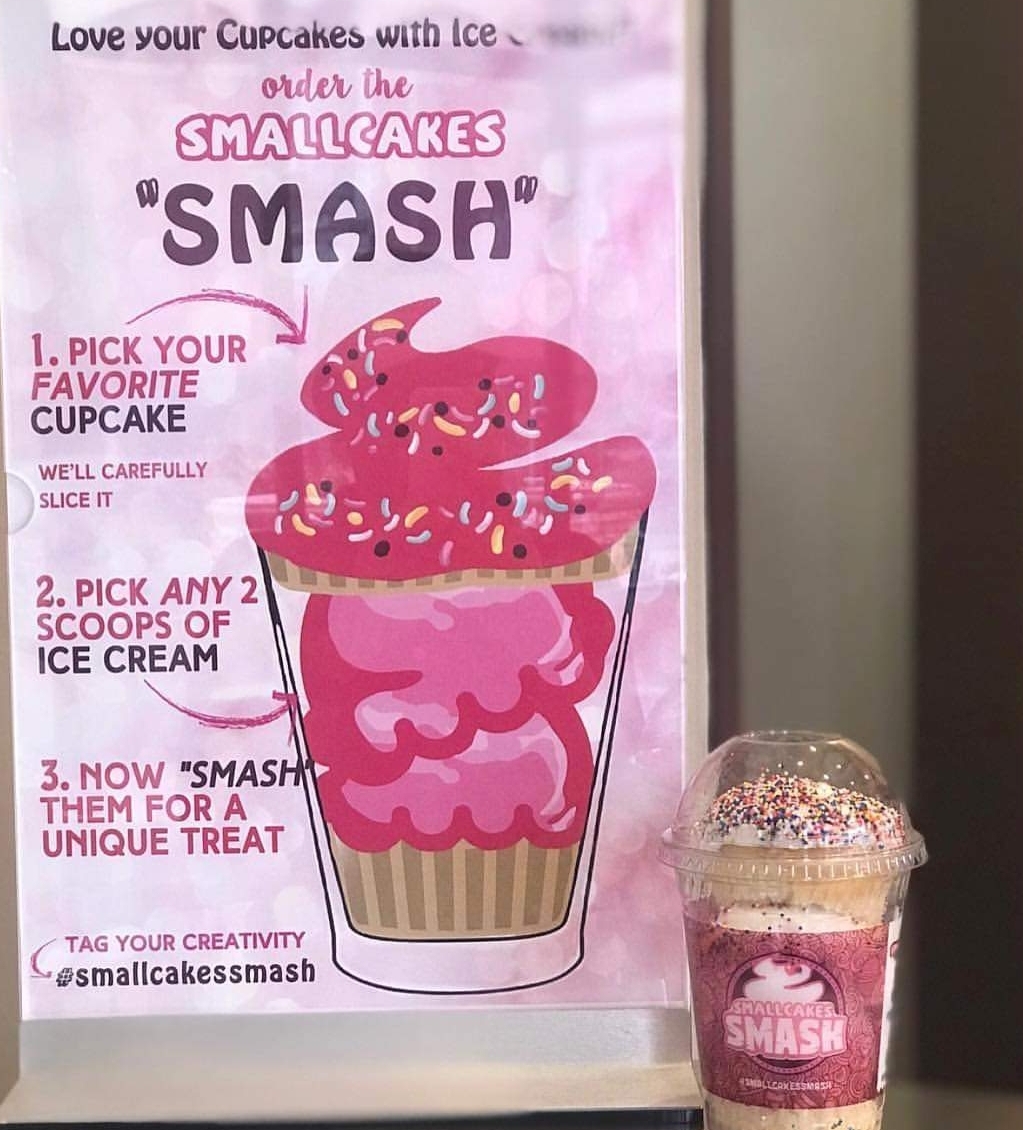 Love your Cupcakes with Ice
order the
SMALLCAKES
"SMASH"
1. PICK YOUR
FAVORITE
CUPCAKE
WE'LL CAREFULLY
SLICE IT
2. PICK ANY 2
SCOOPS OF
ICE CREAM
3. NOW "SMASH"
THEM FOR A
UNIQUE TREAT
TAG YOUR CREATIVITY
#smallcakessmash
SMALLCAKES
SMASH
#SMALLCAKESSMASH